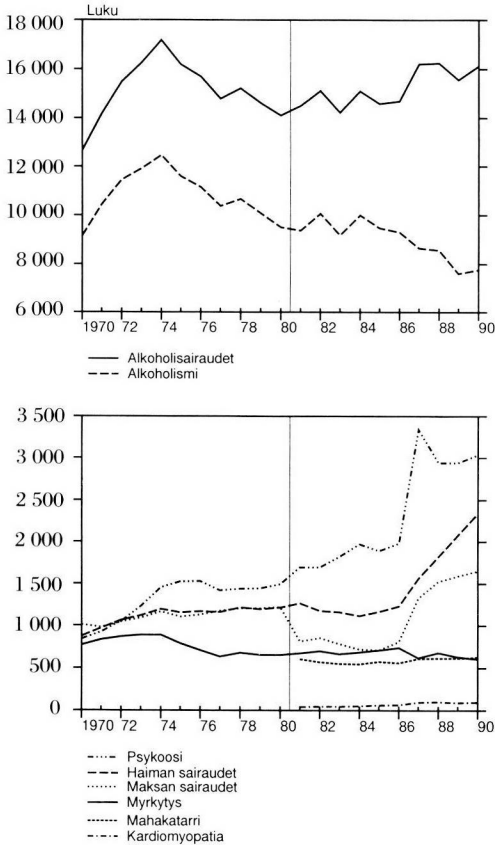 Luku
18 000
16 000
14 000
12 000
10 000
8 000
6 000
1970 72 74 76 78 80 82 84 86 88 90
Alkoholisairaudet
Alkoholismi
3 500
3 000
2 500
2 000
1 500
1 000
500
0
1970 72 74 76 78 80 82 84 86 88 90
Psykoosi
Haiman sairaudet
Maksan sairaudet
Myrkytys
Mahakatarri
Kardiomyopatia